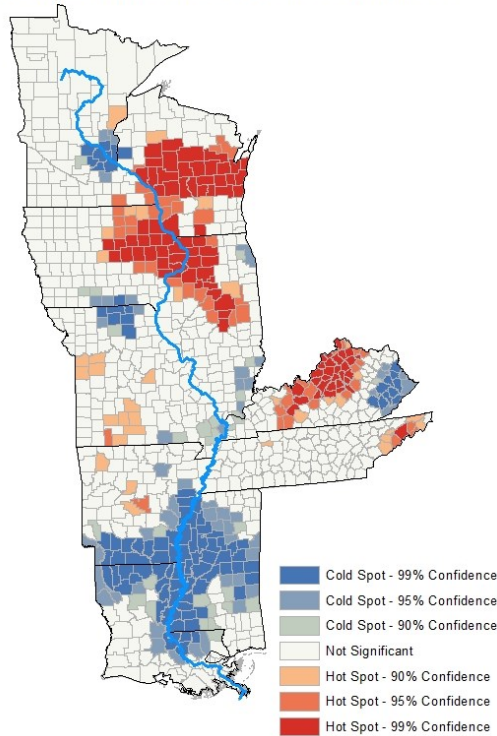 Cold Spot - 99% Confidence
Cold Spot - 95% Confidence
Cold Spot - 90% Confidence
Not Significant
Hot Spot - 90% Confidence
Hot Spot - 95% Confidence
Hot Spot - 99% Confidence